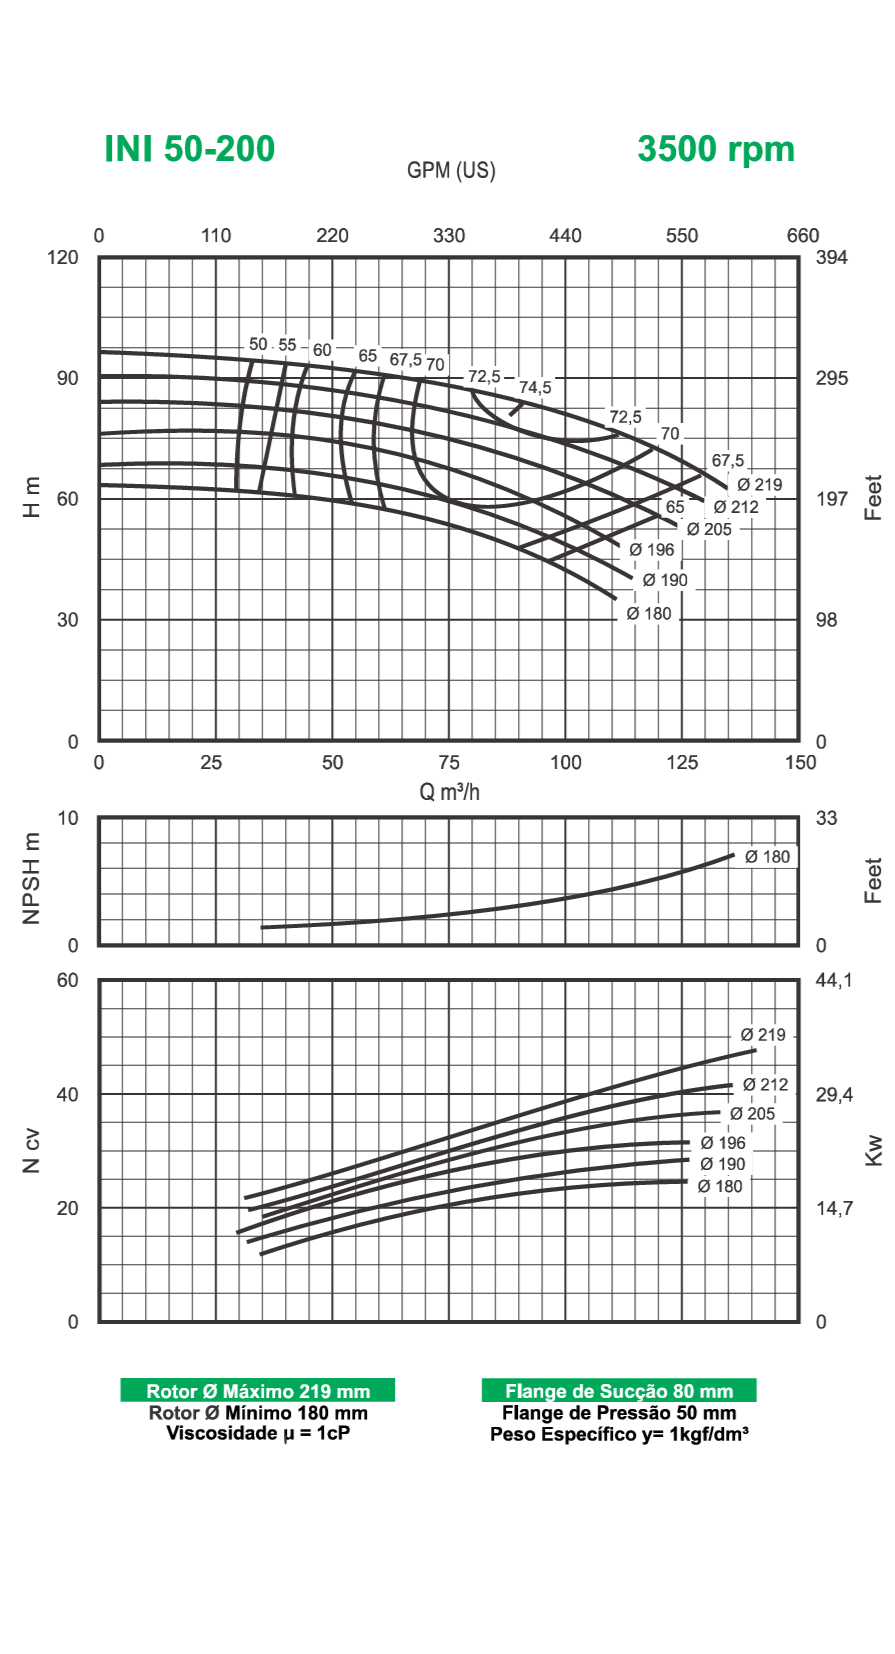 INI 50-200 3500 rpm
GPM (US)
0 110 220 330 440 550 660
120 394
50 55 60 65 67,5 70
90 295
72,5 74,5
72,5 70
67,5
Ø 219
H m 60 197 Feet
65 Ø 212
Ø 205
Ø 196
Ø 190
Ø 180
30 98
0 0
0 25 50 75 100 125 150
Q m³/h
10 33
NPSH m Ø 180 Feet
0 0
60 44,1
Ø 219
40 Ø 212 29,4
Ø 205
N cv Ø 196 Kw
Ø 190
Ø 180
20 14,7
0 0
Rotor Ø Máximo 219 mm
Rotor Ø Mínimo 180 mm
Viscosidade µ = 1cP
Flange de Sucção 80 mm
Flange de Pressão 50 mm
Peso Específico y= 1kgf/dm³